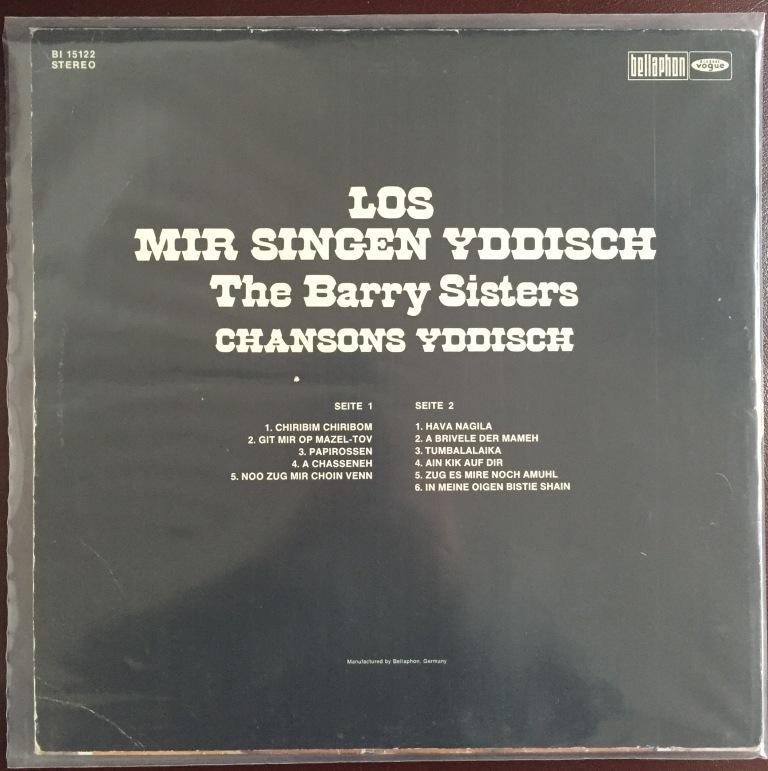 BI 15122
STEREO
bellaphon
disques
vogue
LOS
MIR SINGEN YDDISCH
The Barry Sisters
CHANSONS YDDISCH
SEITE 1
1. CHIRIBIM CHIRIBOM
2. GIT MIR OP MAZEL-TOV
3. PAPIROSSEN
4. A CHASSENEH
5. NOO ZUG MIR CHOIN VENN
SEITE 2
1. HAVA NAGILA
2. A BRIVELE DER MAMEH
3. TUMBALALAIKA
4. AIN KIK AUF DIR
5. ZUG ES MIRE NOCH AMUHL
6. IN MEINE OIGEN BISTIE SHAIN
Manufactured by Bellaphon, Germany